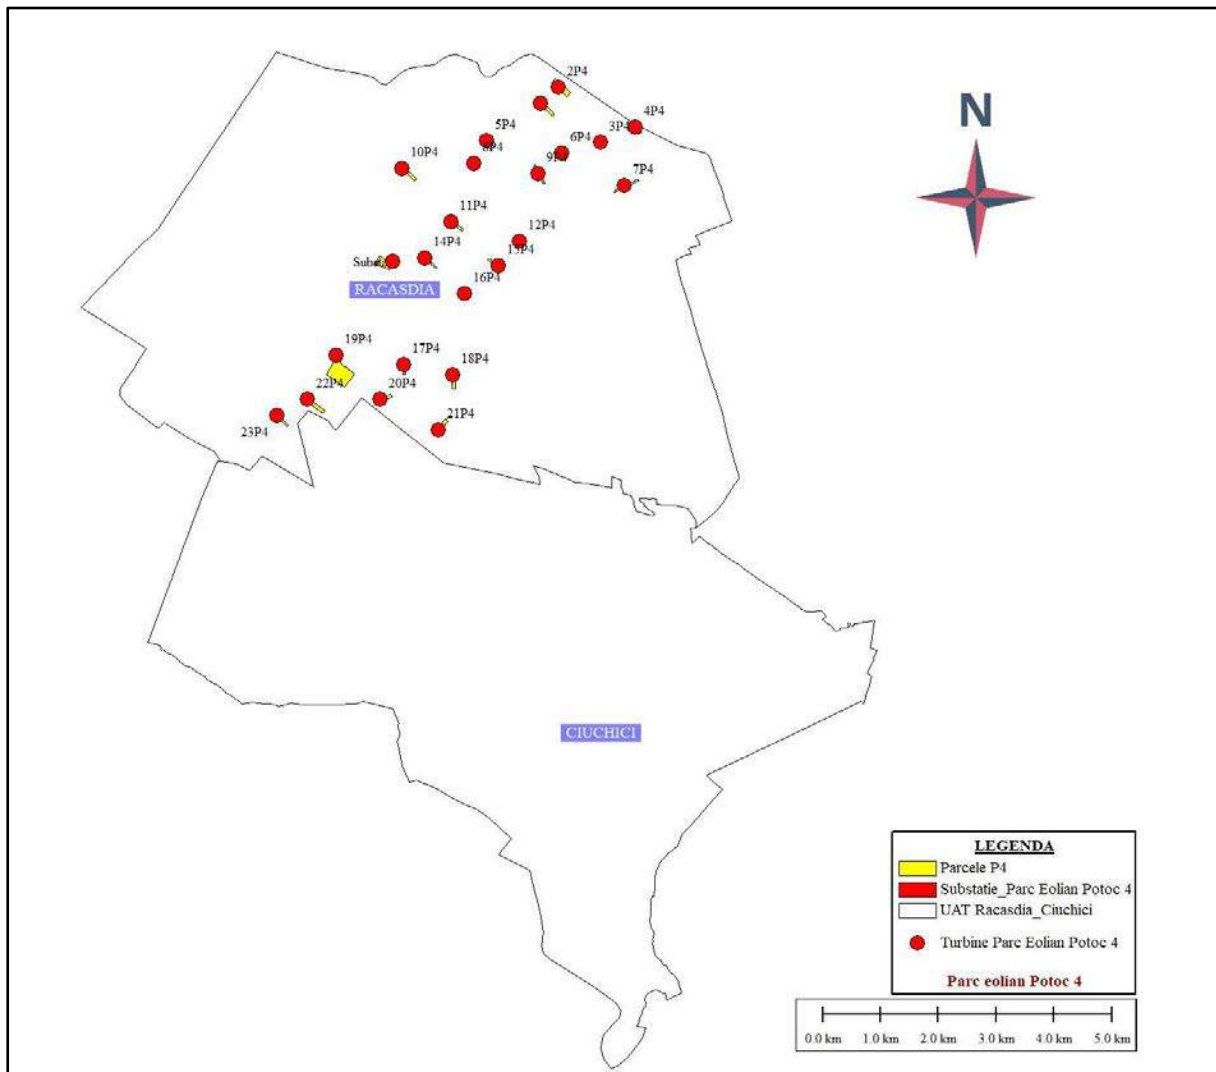 2P4
N
4P4
5P4
3P4
6P4
8P4
9P4
10P4
7P4
11P4
12P4
14P4
15P4
16P4
RACASDIA
19P4
17P4
18P4
22P4
20P4
21P4
23P4
CIUCHICI
LEGENDA
Parcele P4
Substatie_Parc Eolian Potoc 4
UAT Racasdia_Ciuchici
Turbine Parc Eolian Potoc 4
Parc eolian Potoc 4
0.0 km 1.0 km 2.0 km 3.0 km 4.0 km 5.0 km